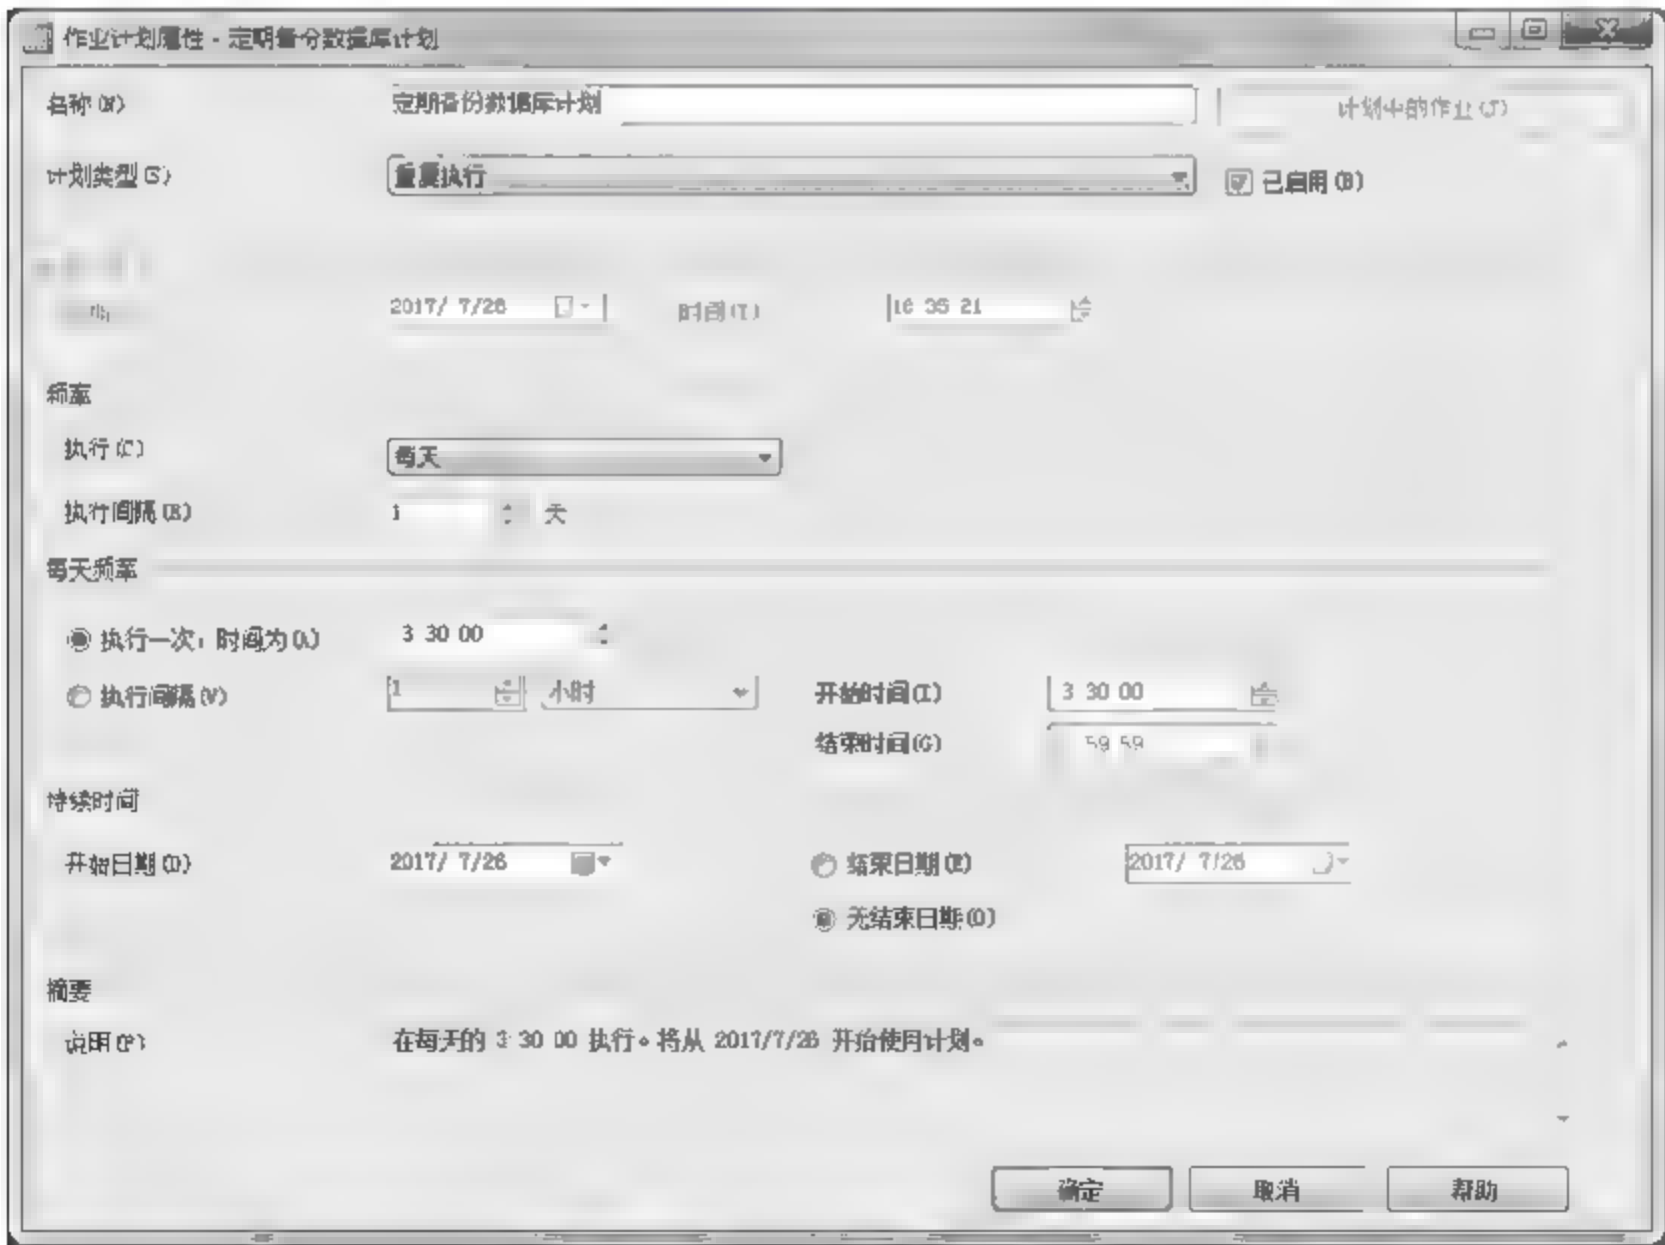 作业计划属性 - 定期备份数据库计划
名称(N)
定期备份数据库计划
计划中的作业(J)
计划类型(S)
重复执行
已启用(B)
2017/ 7/26
时间(T)
16 35 21
频率
执行(C)
每天
执行间隔(R)
1
天
每天频率
执行一次, 时间为(A)
3 30 00
执行间隔(V)
1
小时
开始时间(I)
3 30 00
结束时间(G)
59 59
持续时间
开始日期(D)
2017/ 7/26
结束日期(E)
2017/ 7/26
无结束日期(O)
摘要
说明(P)
在每天的 3 30 00 执行。将从 2017/7/26 开始使用计划。
确定
取消
帮助